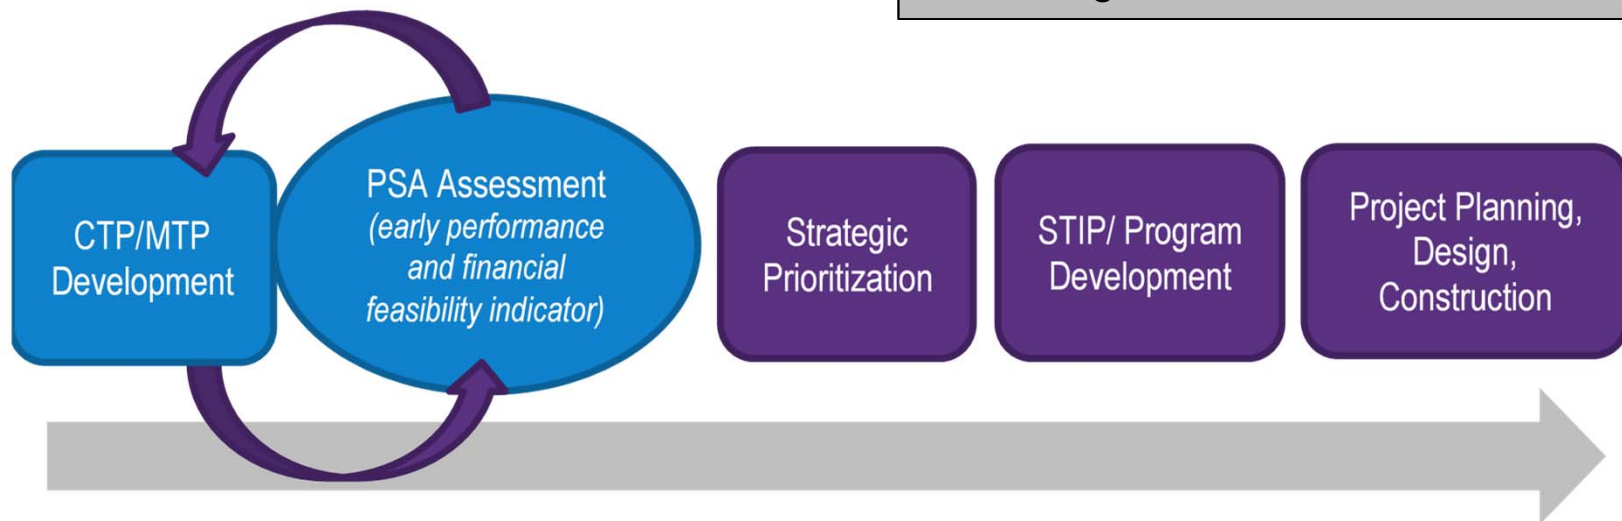 CTP/MTP
Development
PSA Assessment
(early performance
and financial
feasibility indicator)
Strategic
Prioritization
STIP/ Program
Development
Project Planning,
Design,
Construction